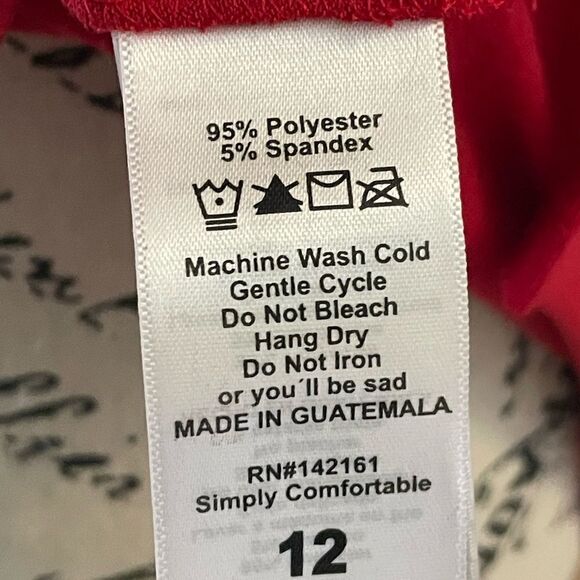 95% Polyester
5% Spandex
Machine Wash Cold
Gentle Cycle
Do Not Bleach
Hang Dry
Do Not Iron
or you´ll be sad
MADE IN GUATEMALA
RN#142161
Simply Comfortable
12